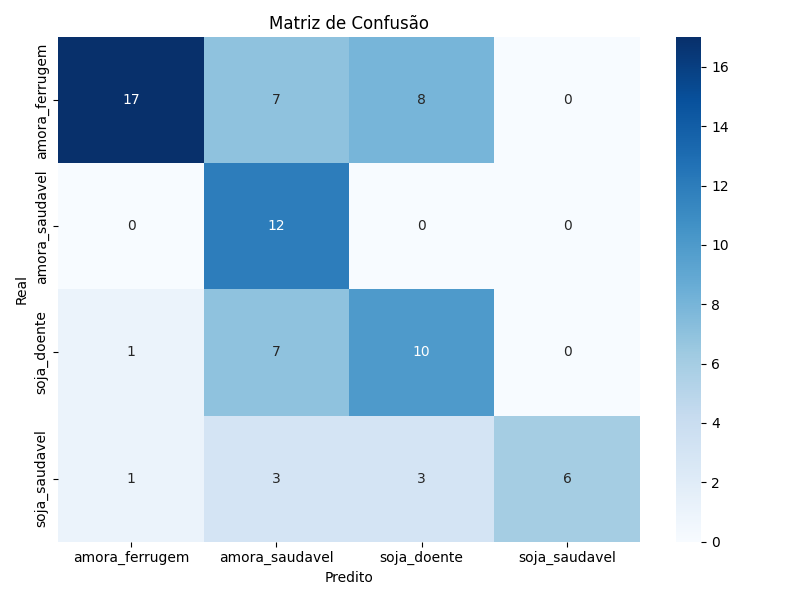 Matriz de Confusão
Real
amora_ferrugem
17 7 8 0
amora_saudavel
0 12 0 0
soja_doente
1 7 10 0
soja_saudavel
1 3 3 6
amora_ferrugem amora_saudavel soja_doente soja_saudavel
Predito
16
14
12
10
8
6
4
2
0